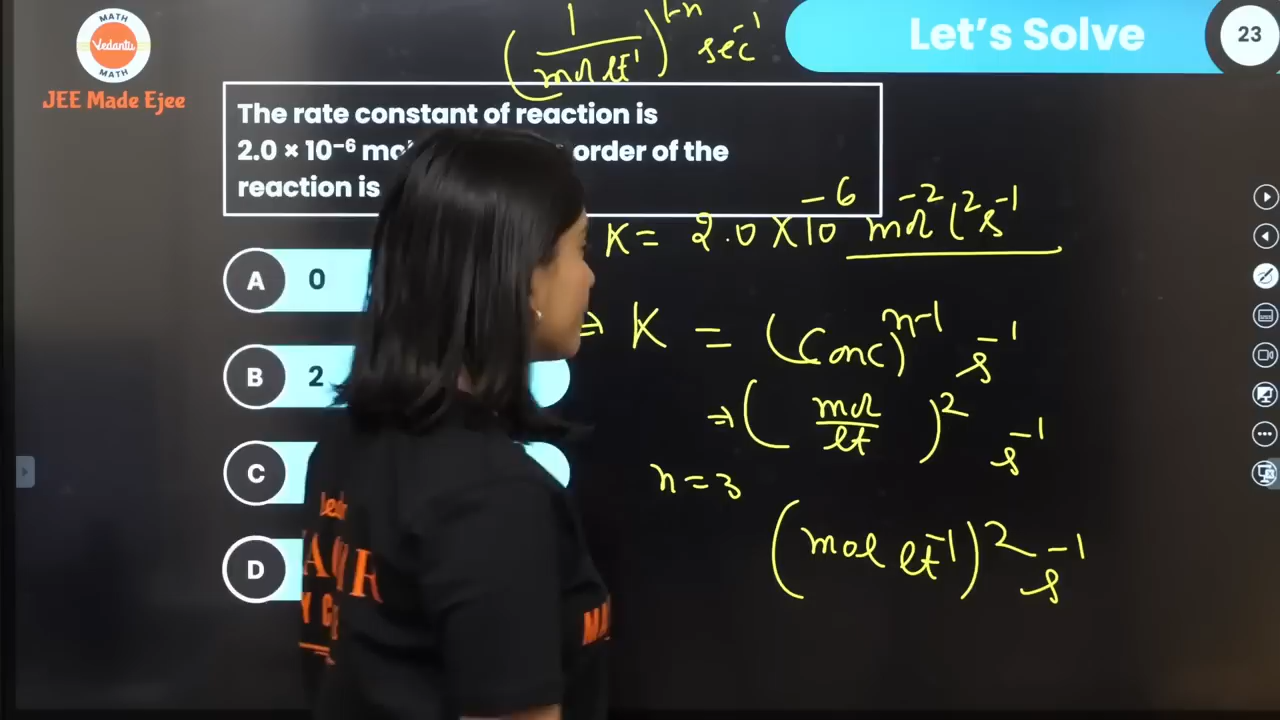 MATH
Vedantu
MATH
JEE Made Ejee
(1/mol lt⁻¹)¹⁻ⁿ sec⁻¹
Let's Solve
23
The rate constant of reaction is
2.0 × 10⁻⁶ order of the
reaction is
K = 2.0 X 10⁻⁶ mol⁻² L² s⁻¹
A 0
⇒ K = (Conc)ⁿ⁻¹ s⁻¹
B 2
⇒ (mol/lt)² s⁻¹
C
n = 3
(mol lt⁻¹)² s⁻¹
D